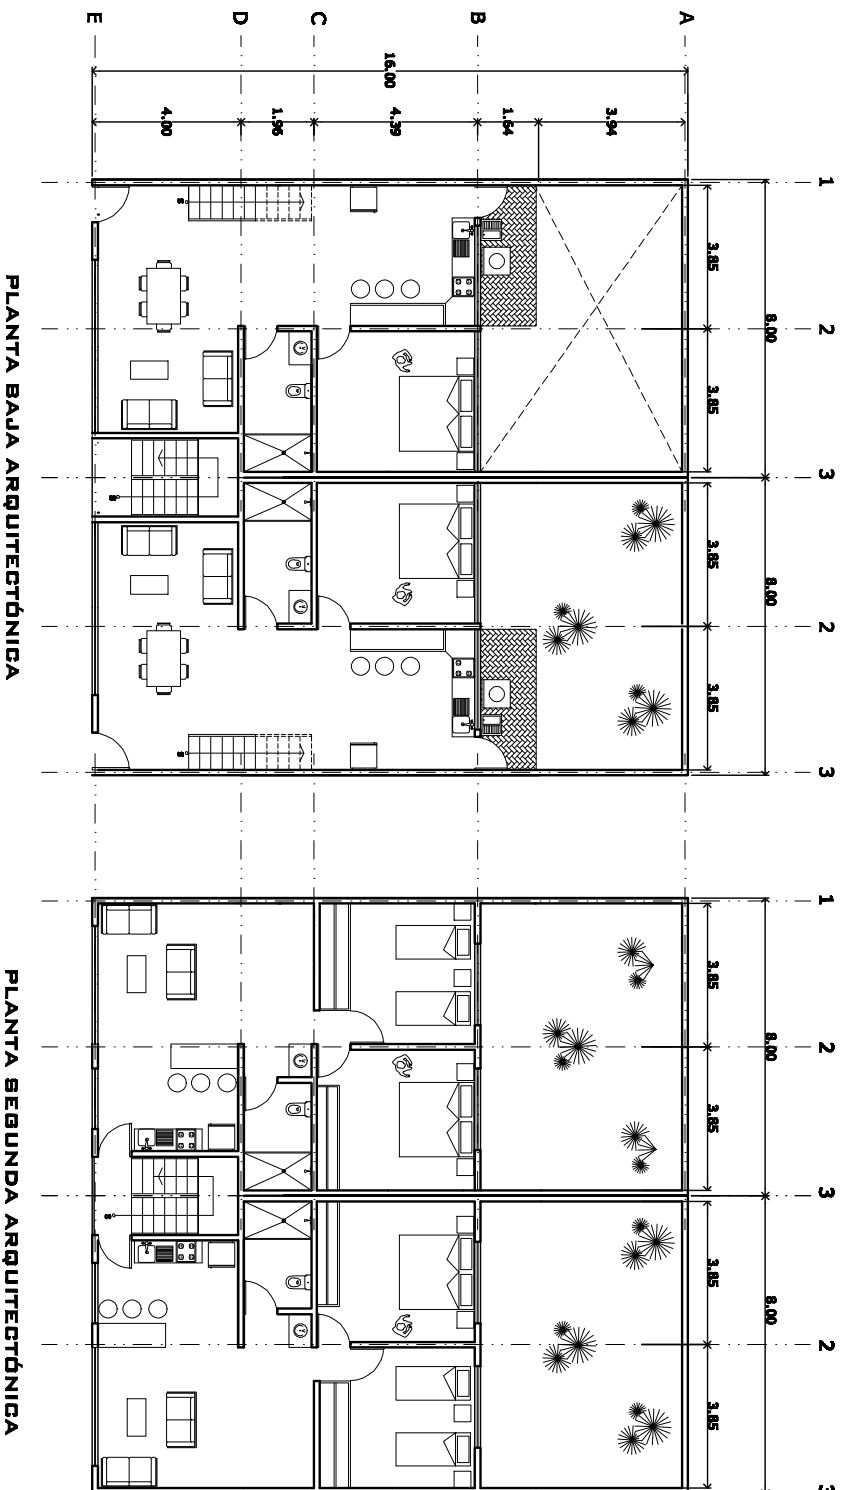 1 2 3 2 3 1 2 3 2 3
8.00 8.00 8.00 8.00
3.85 3.85 3.85 3.85 3.85 3.85 3.85 3.85
A
3.94
1.64
B
16.00
4.39
C
1.96
D
4.00
S S
S S
E
PLANTA BAJA ARQUITECTÓNICA
PLANTA SEGUNDA ARQUITECTÓNICA